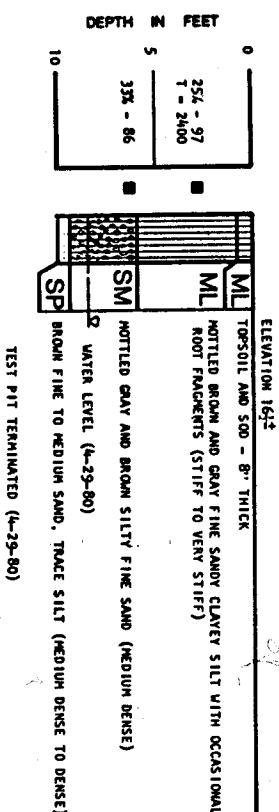 ELEVATION 16½±
DEPTH IN FEET
0
5
10
25% - 97
T = 2400
33% - 86
ML
TOPSOIL AND SOD - 8" THICK
ML
MOTTLED BROWN AND GRAY FINE SANDY CLAYEY SILT WITH OCCASIONAL
ROOT FRAGMENTS (STIFF TO VERY STIFF)
SM
MOTTLED GRAY AND BROWN SILTY FINE SAND (MEDIUM DENSE)
WATER LEVEL (4-29-80)
SP
BROWN FINE TO MEDIUM SAND, TRACE SILT (MEDIUM DENSE TO DENSE)
TEST PIT TERMINATED (4-29-80)